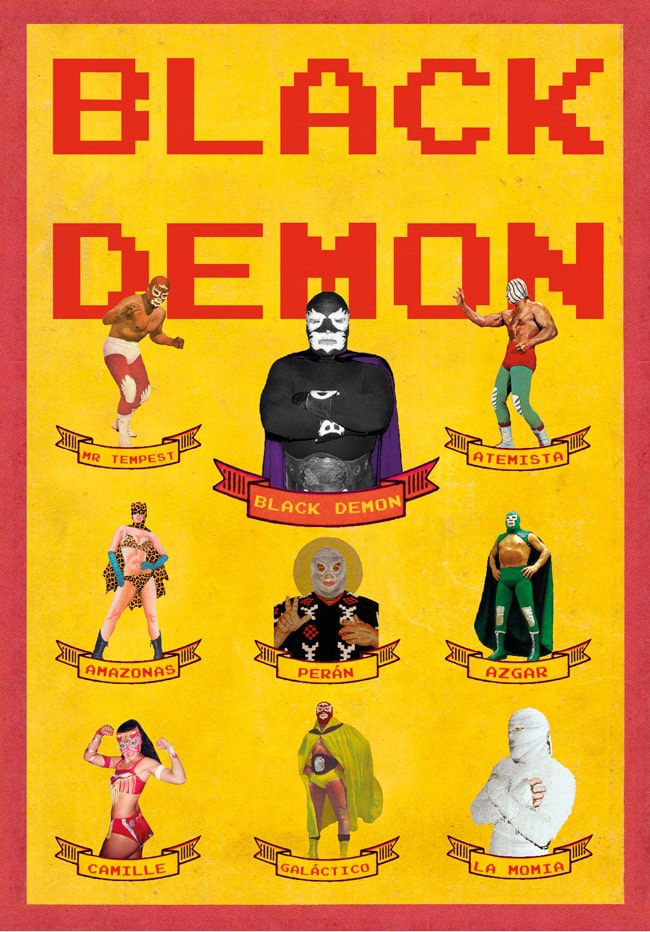 BLACK
DEMON
MR TEMPEST
BLACK DEMON
ATEMISTA
AMAZONAS
PERÁN
AZGAR
CAMILLE
GALÁCTICO
LA MOMIA